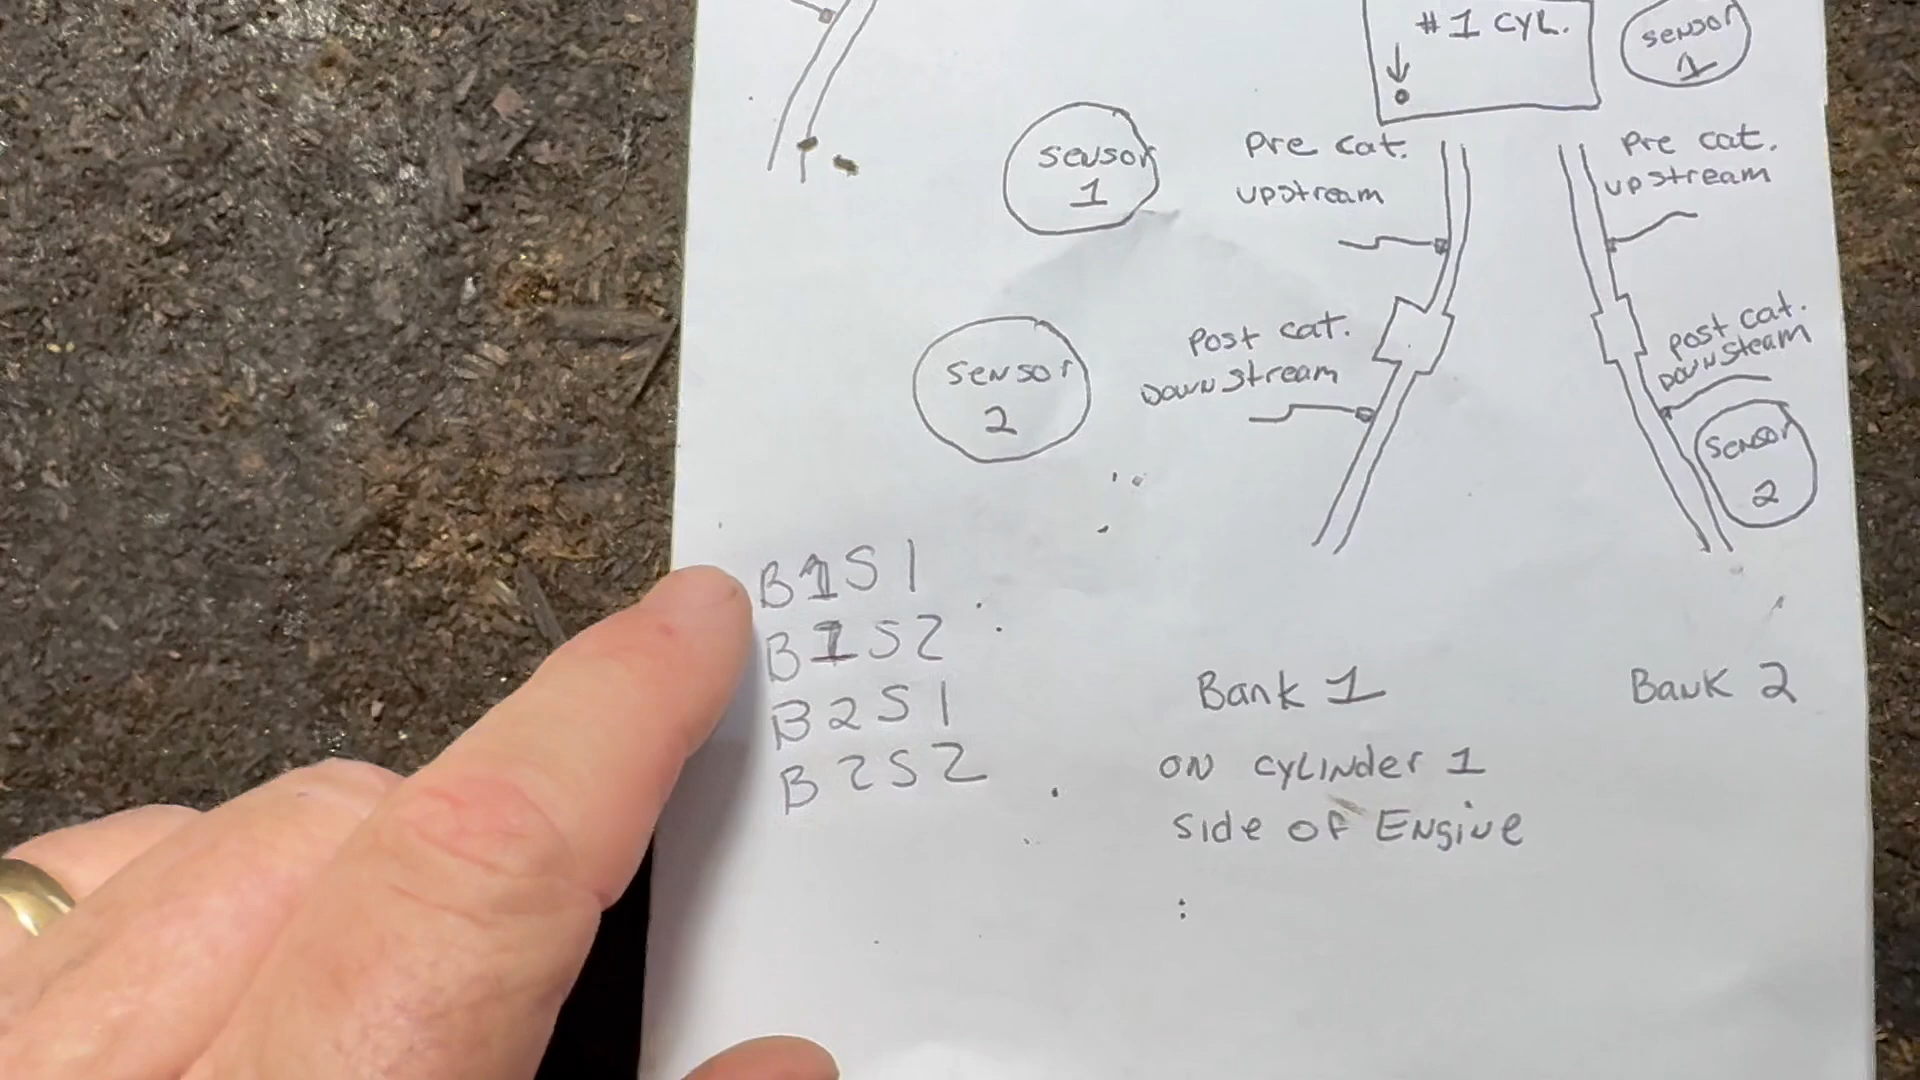 #1 CYL.
sensor
1
sensor
1
Pre cat.
upstream
Pre cat.
upstream
sensor
2
Post cat.
Downstream
Post cat.
Downsteam
sensor
2
B1S1
B1S2
B2S1
B2S2
Bank 1
Bank 2
on cylinder 1
side of Engine
: